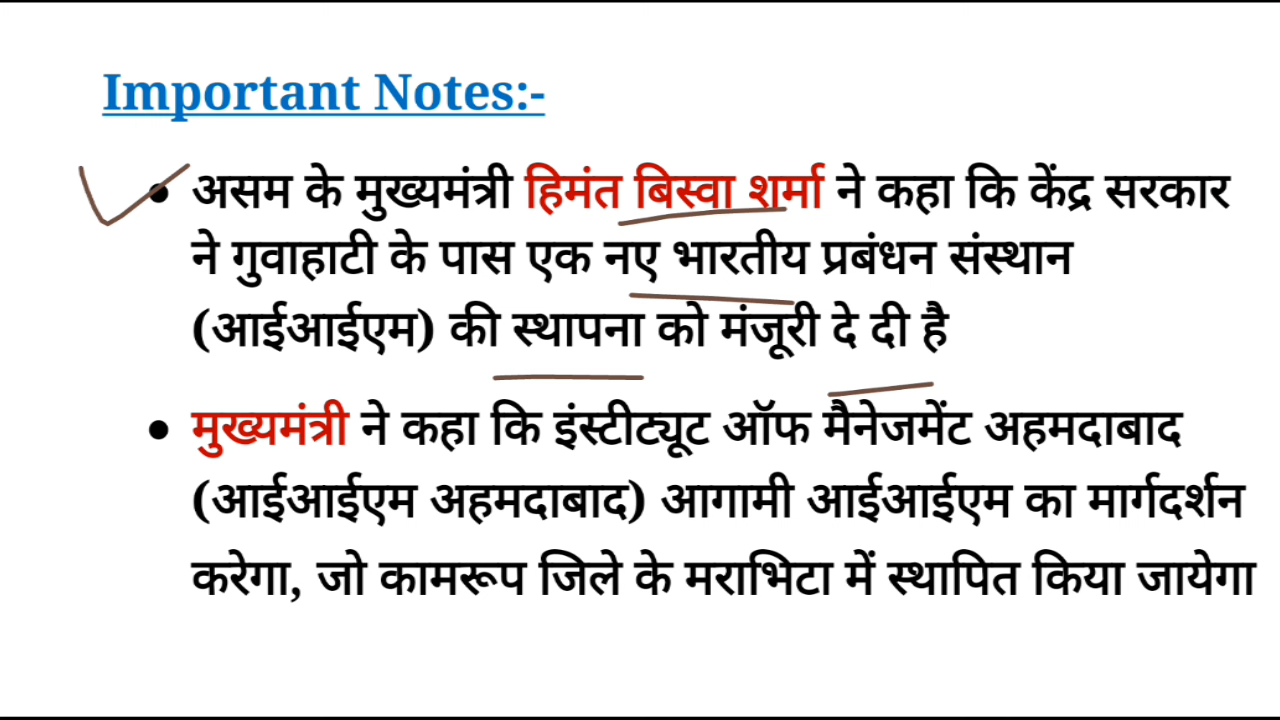 Important Notes:-
• असम के मुख्यमंत्री हिमंत बिस्वा शर्मा ने कहा कि केंद्र सरकार
ने गुवाहाटी के पास एक नए भारतीय प्रबंधन संस्थान
(आईआईएम) की स्थापना को मंजूरी दे दी है
• मुख्यमंत्री ने कहा कि इंस्टीट्यूट ऑफ मैनेजमेंट अहमदाबाद
(आईआईएम अहमदाबाद) आगामी आईआईएम का मार्गदर्शन
करेगा, जो कामरूप जिले के मराभिटा में स्थापित किया जायेगा